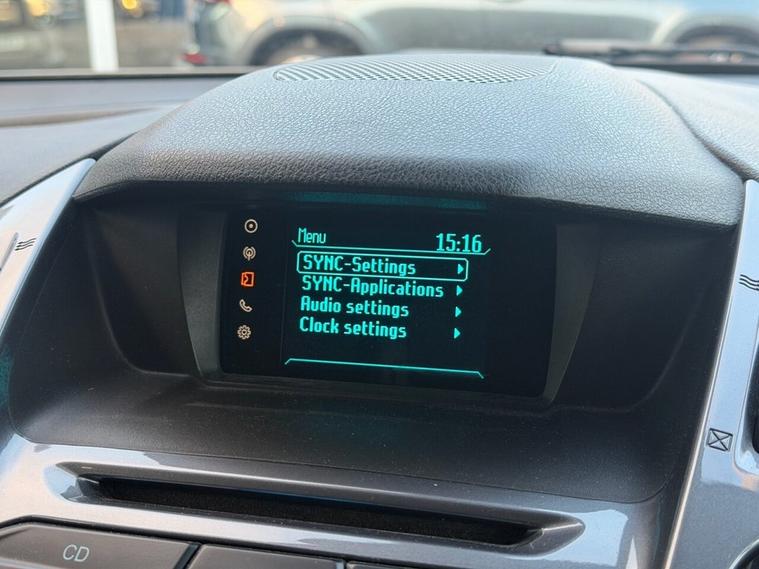 Menu
15:16
SYNC-Settings
SYNC-Applications
Audio settings
Clock settings
CD